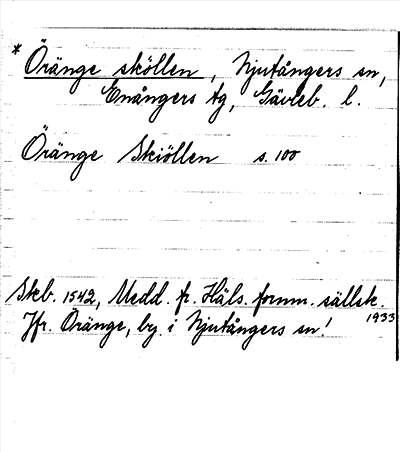 * Öränge sköllen, Njutångers sn,
Enångers tg, Gävleb. l.
Öränge Skiöllen s. 100
Skb. 1542, Medd. fr. Häls. fornm. sällsk.
1933
Jfr. Öränge, by i Njutångers sn!